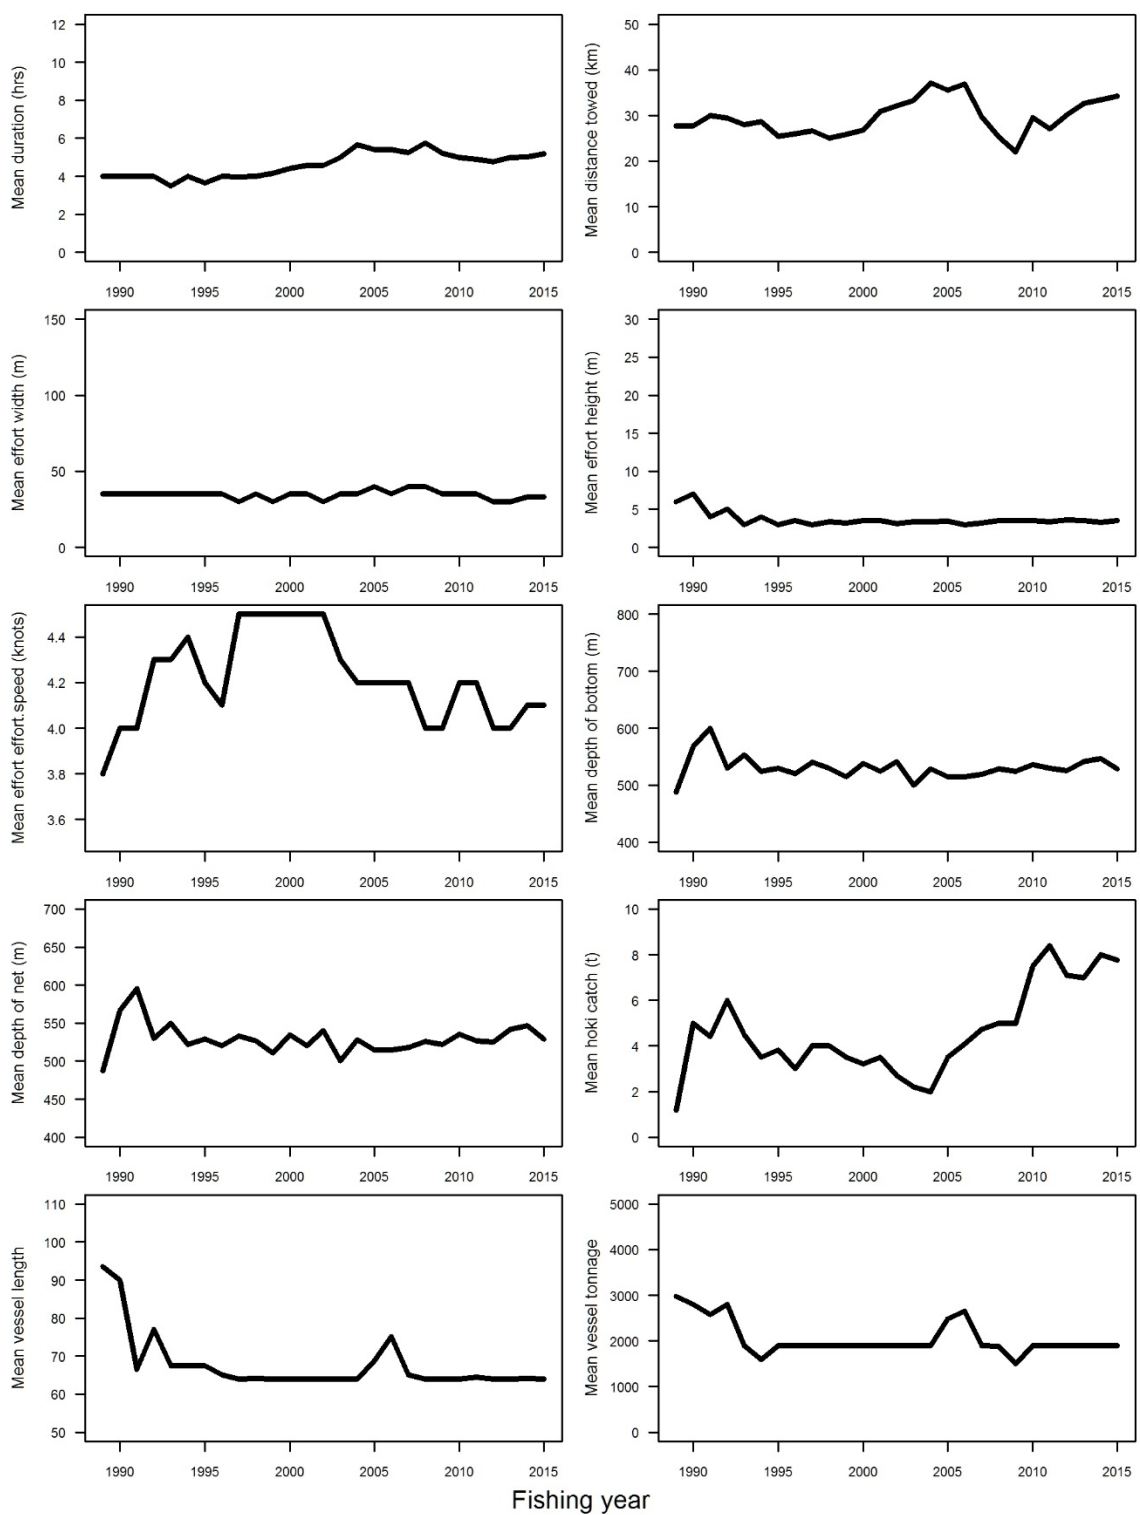 Mean duration (hrs)
12
10
8
6
4
2
0
1990 1995 2000 2005 2010 2015
Mean distance towed (km)
50
40
30
20
10
0
1990 1995 2000 2005 2010 2015
Mean effort width (m)
150
100
50
0
1990 1995 2000 2005 2010 2015
Mean effort height (m)
30
25
20
15
10
5
0
1990 1995 2000 2005 2010 2015
Mean effort effort.speed (knots)
4.4
4.2
4.0
3.8
3.6
1990 1995 2000 2005 2010 2015
Mean depth of bottom (m)
800
700
600
500
400
1990 1995 2000 2005 2010 2015
Mean depth of net (m)
700
650
600
550
500
450
400
1990 1995 2000 2005 2010 2015
Mean hoki catch (t)
10
8
6
4
2
0
1990 1995 2000 2005 2010 2015
Mean vessel length
110
100
90
80
70
60
50
1990 1995 2000 2005 2010 2015
Mean vessel tonnage
5000
4000
3000
2000
1000
0
1990 1995 2000 2005 2010 2015
Fishing year